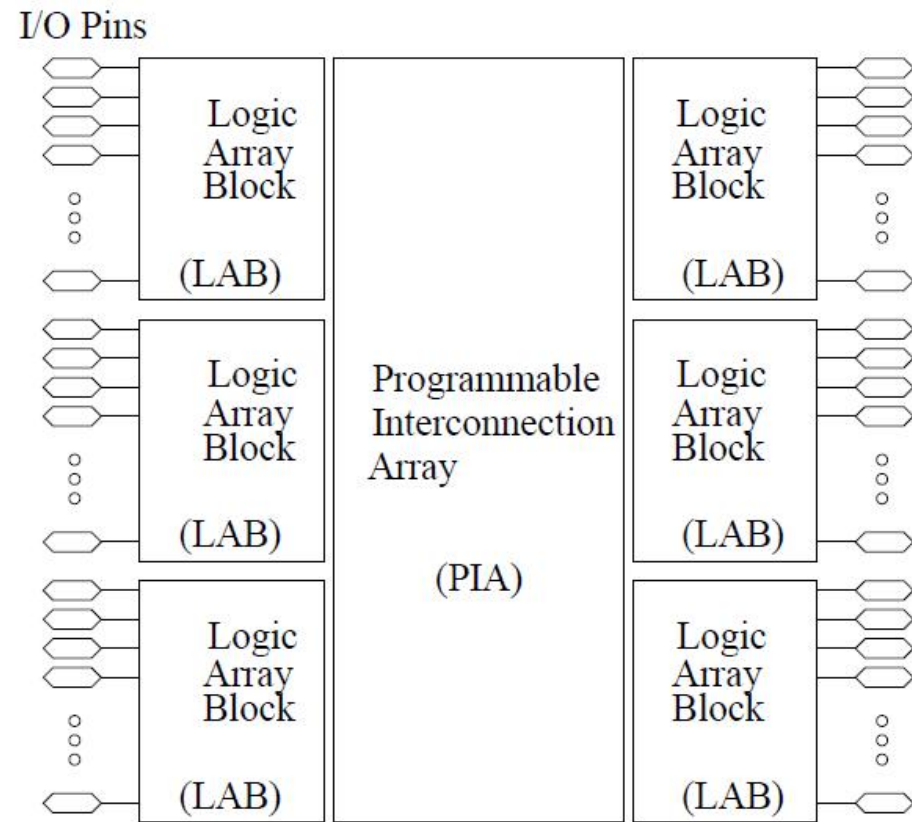 I/O Pins
Logic
Array
Block
(LAB)
Logic
Array
Block
(LAB)
Logic
Array
Block
(LAB)
Programmable
Interconnection
Array
(PIA)
Logic
Array
Block
(LAB)
Logic
Array
Block
(LAB)
Logic
Array
Block
(LAB)